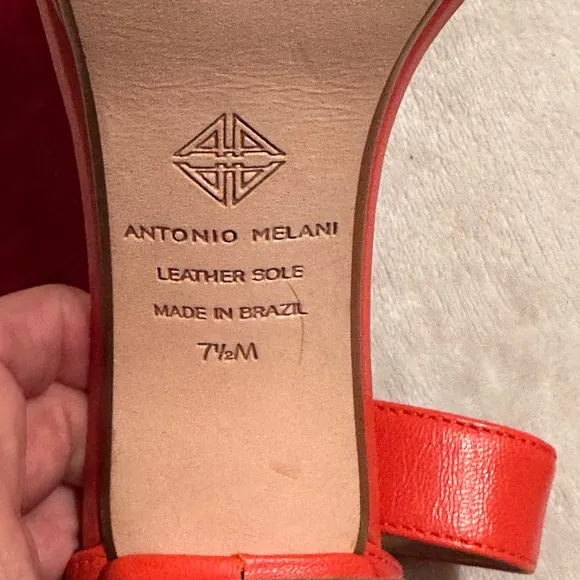 ANTONIO MELANI
LEATHER SOLE
MADE IN BRAZIL
7½M